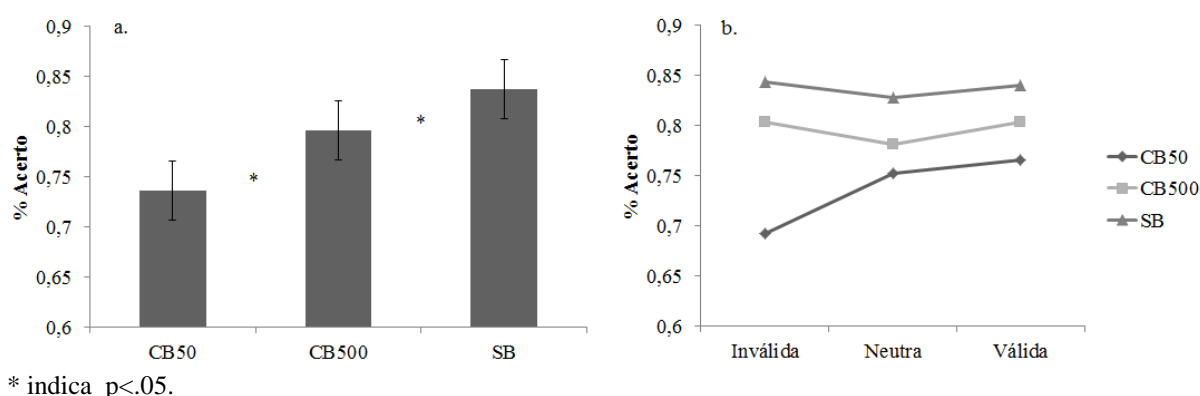 a.
% Acerto
0,9
0,85
0,8
0,75
0,7
0,65
0,6
*
*
CB50 CB500 SB
b.
% Acerto
0,9
0,85
0,8
0,75
0,7
0,65
0,6
Inválida Neutra Válida
CB50
CB500
SB
* indica p<.05.